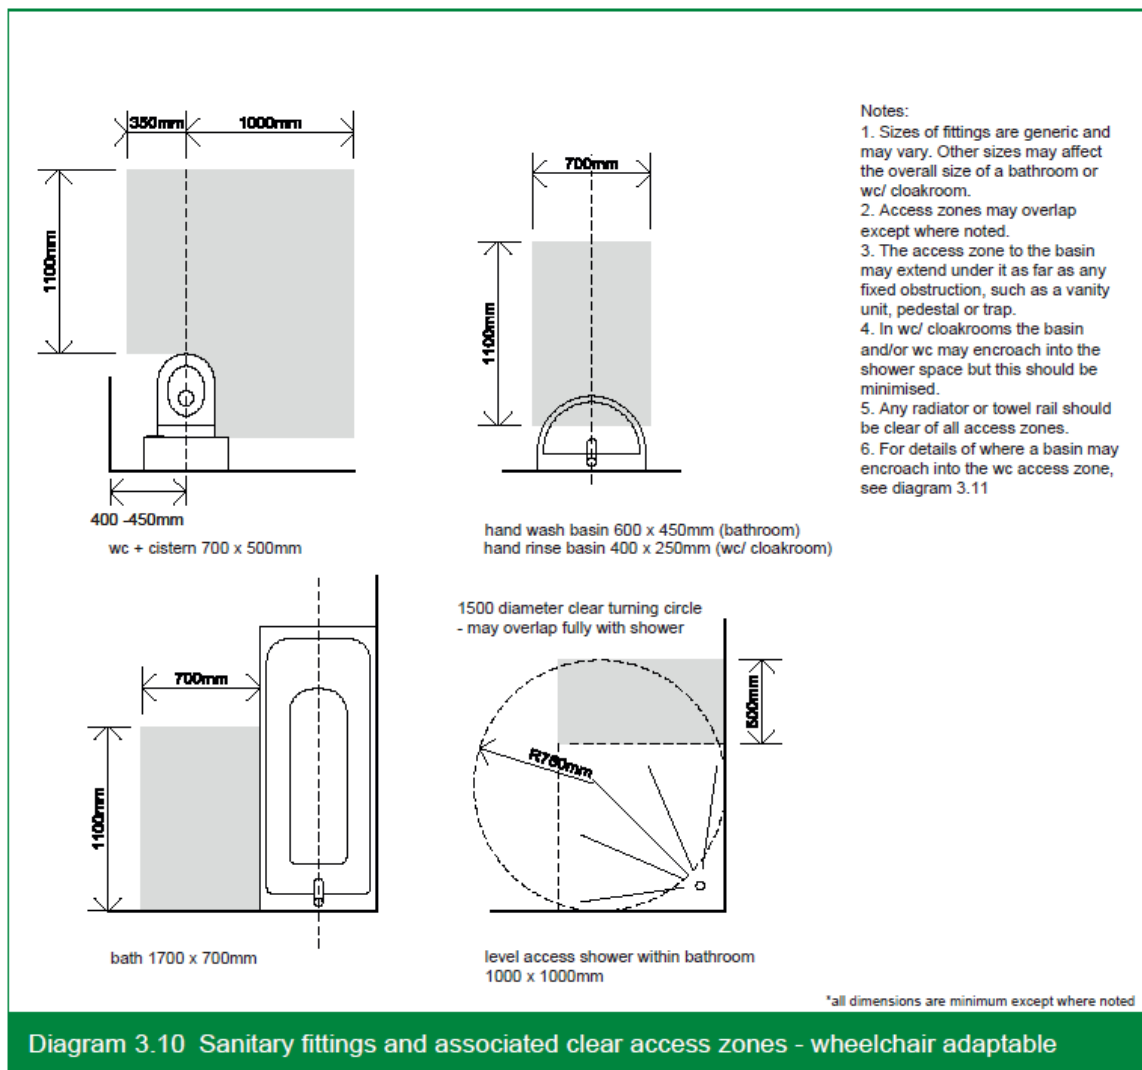 350mm
1000mm
1100mm
400 -450mm
wc + cistern 700 x 500mm
700mm
1100mm
hand wash basin 600 x 450mm (bathroom)
hand rinse basin 400 x 250mm (wc/ cloakroom)
Notes:
1. Sizes of fittings are generic and
may vary. Other sizes may affect
the overall size of a bathroom or
wc/ cloakroom.
2. Access zones may overlap
except where noted.
3. The access zone to the basin
may extend under it as far as any
fixed obstruction, such as a vanity
unit, pedestal or trap.
4. In wc/ cloakrooms the basin
and/or wc may encroach into the
shower space but this should be
minimised.
5. Any radiator or towel rail should
be clear of all access zones.
6. For details of where a basin may
encroach into the wc access zone,
see diagram 3.11
700mm
1100mm
bath 1700 x 700mm
1500 diameter clear turning circle
- may overlap fully with shower
500mm
R750mm
level access shower within bathroom
1000 x 1000mm
*all dimensions are minimum except where noted
Diagram 3.10 Sanitary fittings and associated clear access zones - wheelchair adaptable